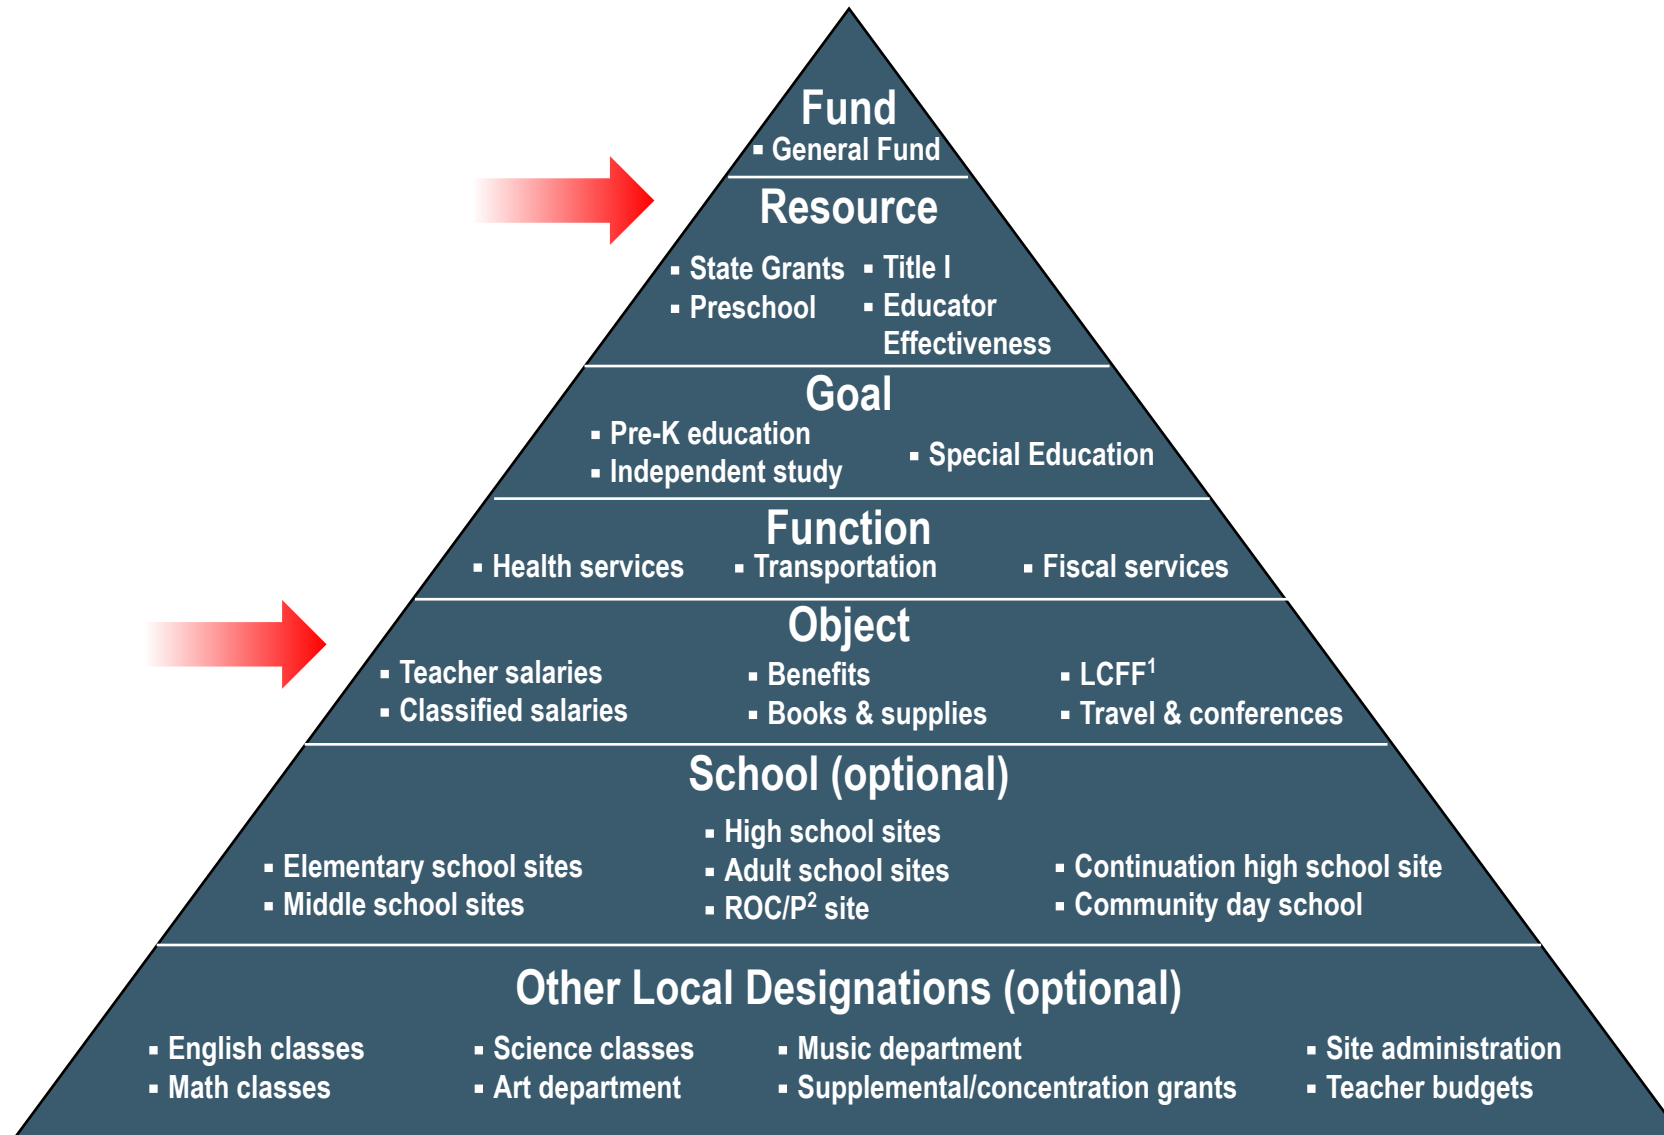 Fund
▪ General Fund
Resource
▪ State Grants
▪ Preschool
▪ Title I
▪ Educator
Effectiveness
Goal
▪ Pre-K education
▪ Independent study
▪ Special Education
Function
▪ Health services
▪ Transportation
▪ Fiscal services
Object
▪ Teacher salaries
▪ Classified salaries
▪ Benefits
▪ Books & supplies
▪ LCFF¹
▪ Travel & conferences
School (optional)
▪ Elementary school sites
▪ Middle school sites
▪ High school sites
▪ Adult school sites
▪ ROC/P² site
▪ Continuation high school site
▪ Community day school
Other Local Designations (optional)
▪ English classes
▪ Math classes
▪ Science classes
▪ Art department
▪ Music department
▪ Supplemental/concentration grants
▪ Site administration
▪ Teacher budgets